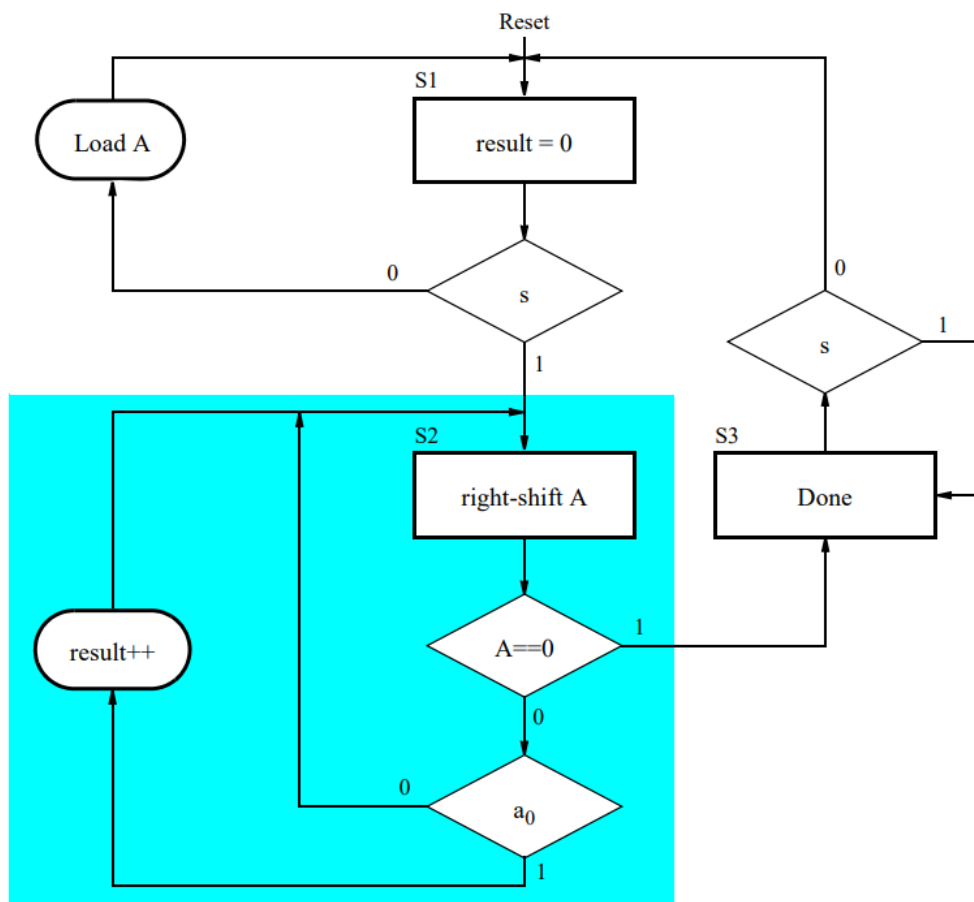 Reset
S1
Load A
result = 0
0
s
0
1
s
1
S2
S3
right-shift A
Done
result++
A==0
1
0
0
a₀
1